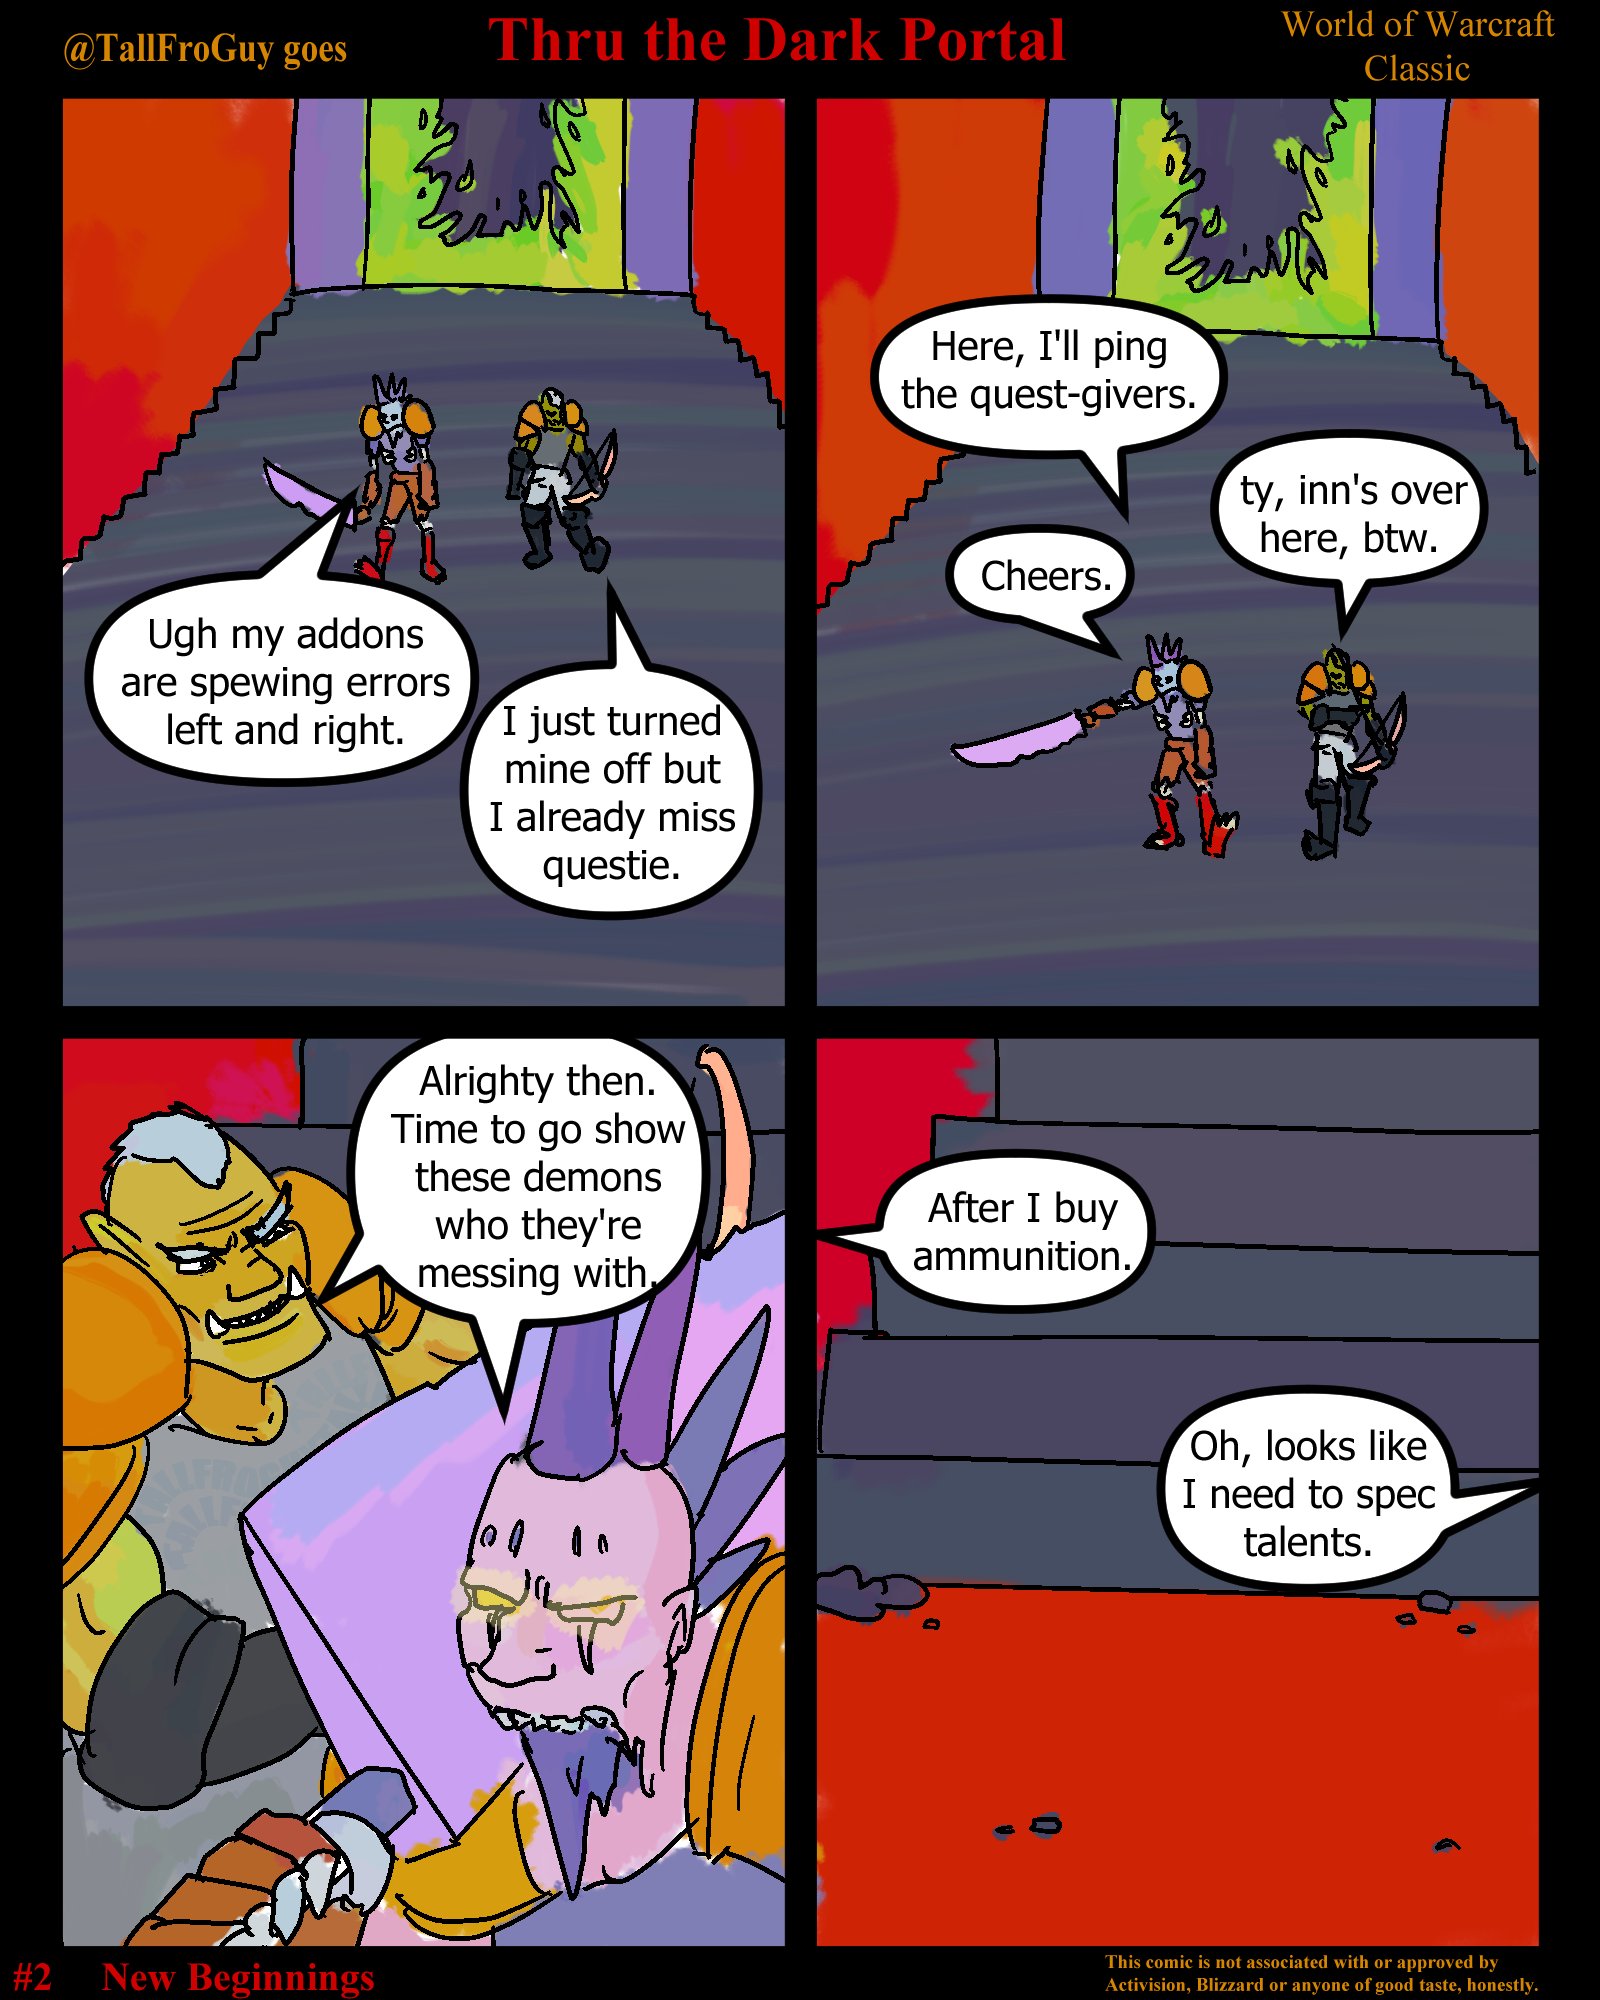 @TallFroGuy goes
Thru the Dark Portal
World of Warcraft
Classic
Ugh my addons
are spewing errors
left and right.
I just turned
mine off but
I already miss
questie.
Here, I'll ping
the quest-givers.
ty, inn's over
here, btw.
Cheers.
Alrighty then.
Time to go show
these demons
who they're
messing with.
After I buy
ammunition.
Oh, looks like
I need to spec
talents.
#2 New Beginnings
This comic is not associated with or approved by
Activision, Blizzard or anyone of good taste, honestly.